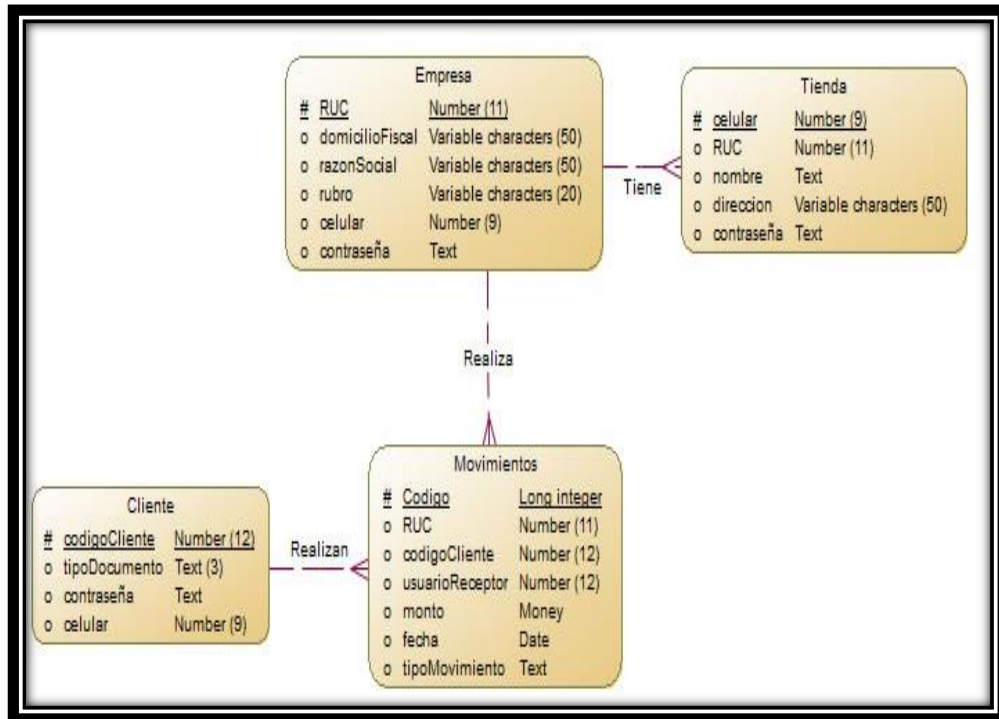 Empresa
# RUC Number (11)
o domicilioFiscal Variable characters (50)
o razonSocial Variable characters (50)
o rubro Variable characters (20)
o celular Number (9)
o contraseña Text
Tienda
# celular Number (9)
o RUC Number (11)
o nombre Text
o direccion Variable characters (50)
o contraseña Text
Tiene
Realiza
Movimientos
# Codigo Long integer
o RUC Number (11)
o codigoCliente Number (12)
o usuarioReceptor Number (12)
o monto Money
o fecha Date
o tipoMovimiento Text
Cliente
# codigoCliente Number (12)
o tipoDocumento Text (3)
o contraseña Text
o celular Number (9)
Realizan